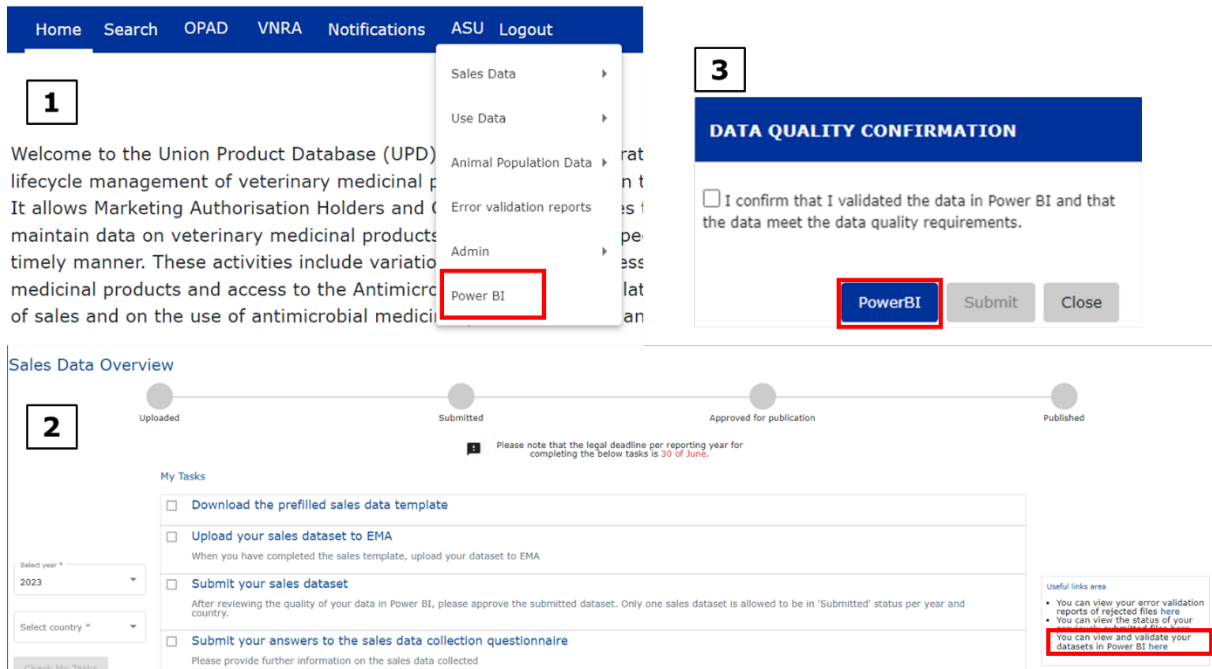 Home Search OPAD VNRA Notifications ASU Logout
1
Sales Data
Use Data
Animal Population Data
Error validation reports
Admin
Power BI
Welcome to the Union Product Database (UPD)
lifecycle management of veterinary medicinal p
It allows Marketing Authorisation Holders and
maintain data on veterinary medicinal products
timely manner. These activities include variatio
medicinal products and access to the Antimicro
of sales and on the use of antimicrobial medici
3
DATA QUALITY CONFIRMATION
I confirm that I validated the data in Power BI and that
the data meet the data quality requirements.
PowerBI Submit Close
Sales Data Overview
2
Uploaded Submitted Approved for publication Published
Please note that the legal deadline per reporting year for
completing the below tasks is 30 of June.
My Tasks
Download the prefilled sales data template
Upload your sales dataset to EMA
When you have completed the sales template, upload your dataset to EMA
Submit your sales dataset
After reviewing the quality of your data in Power BI, please approve the submitted dataset. Only one sales dataset is allowed to be in 'Submitted' status per year and
country.
Submit your answers to the sales data collection questionnaire
Please provide further information on the sales data collected
Select year *
2023
Select country *
Check My Tasks
Useful links area
You can view your error validation
reports of rejected files here
You can view the status of your
previously submitted files here
You can view and validate your
datasets in Power BI here